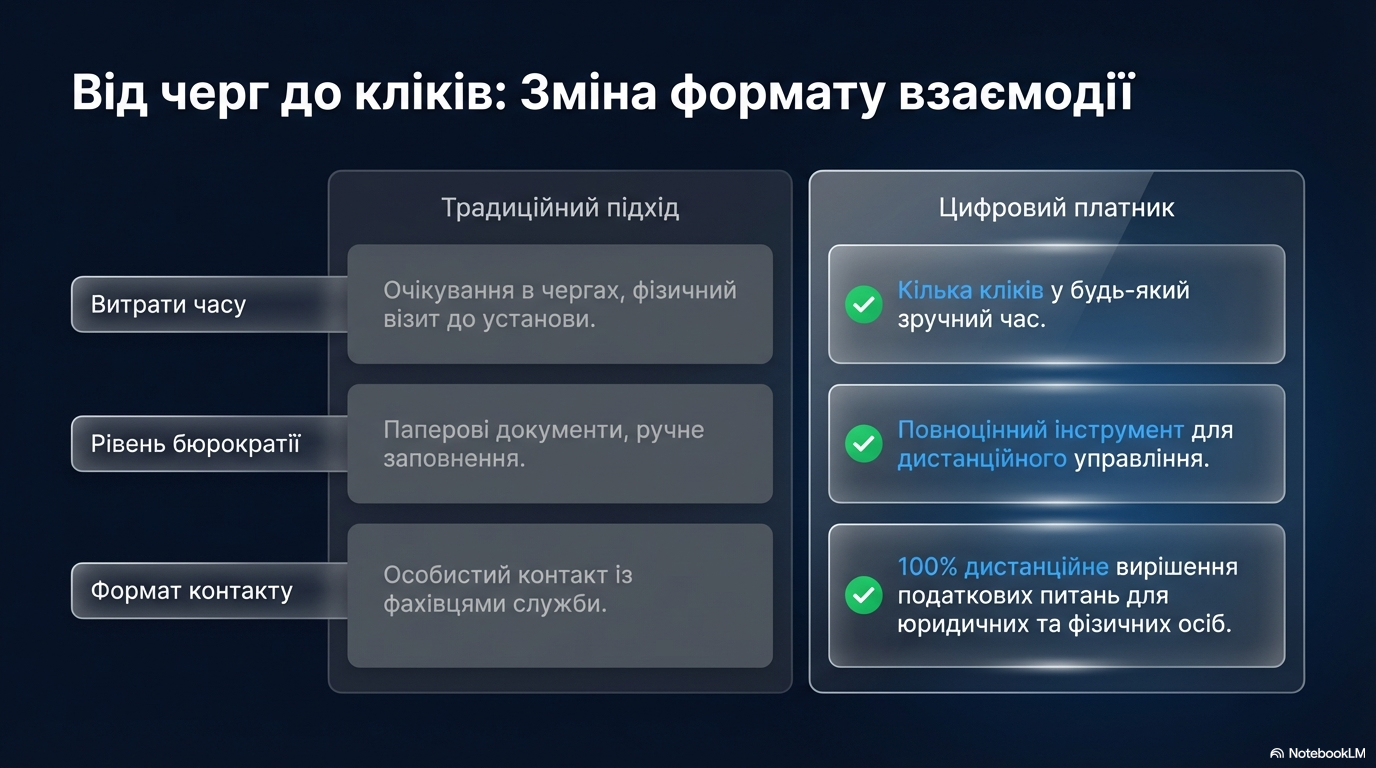 Від черг до кліків: Зміна формату взаємодії
Традиційний підхід
Цифровий платник
Витрати часу
Очікування в чергах, фізичний
візит до установи.
Кілька кліків у будь-який
зручний час.
Рівень бюрократії
Паперові документи, ручне
заповнення.
Повноцінний інструмент для
дистанційного управління.
Формат контакту
Особистий контакт із
фахівцями служби.
100% дистанційне вирішення
податкових питань для
юридичних та фізичних осіб.
NotebookLM